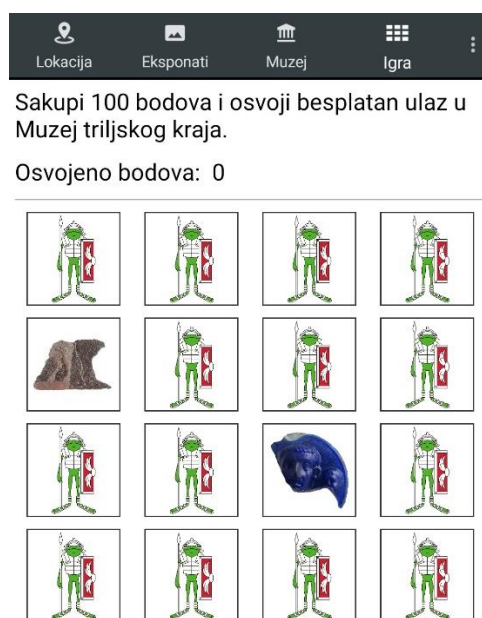 Lokacija Eksponati Muzej Igra
Sakupi 100 bodova i osvoji besplatan ulaz u
Muzej triljskog kraja.
Osvojeno bodova: 0